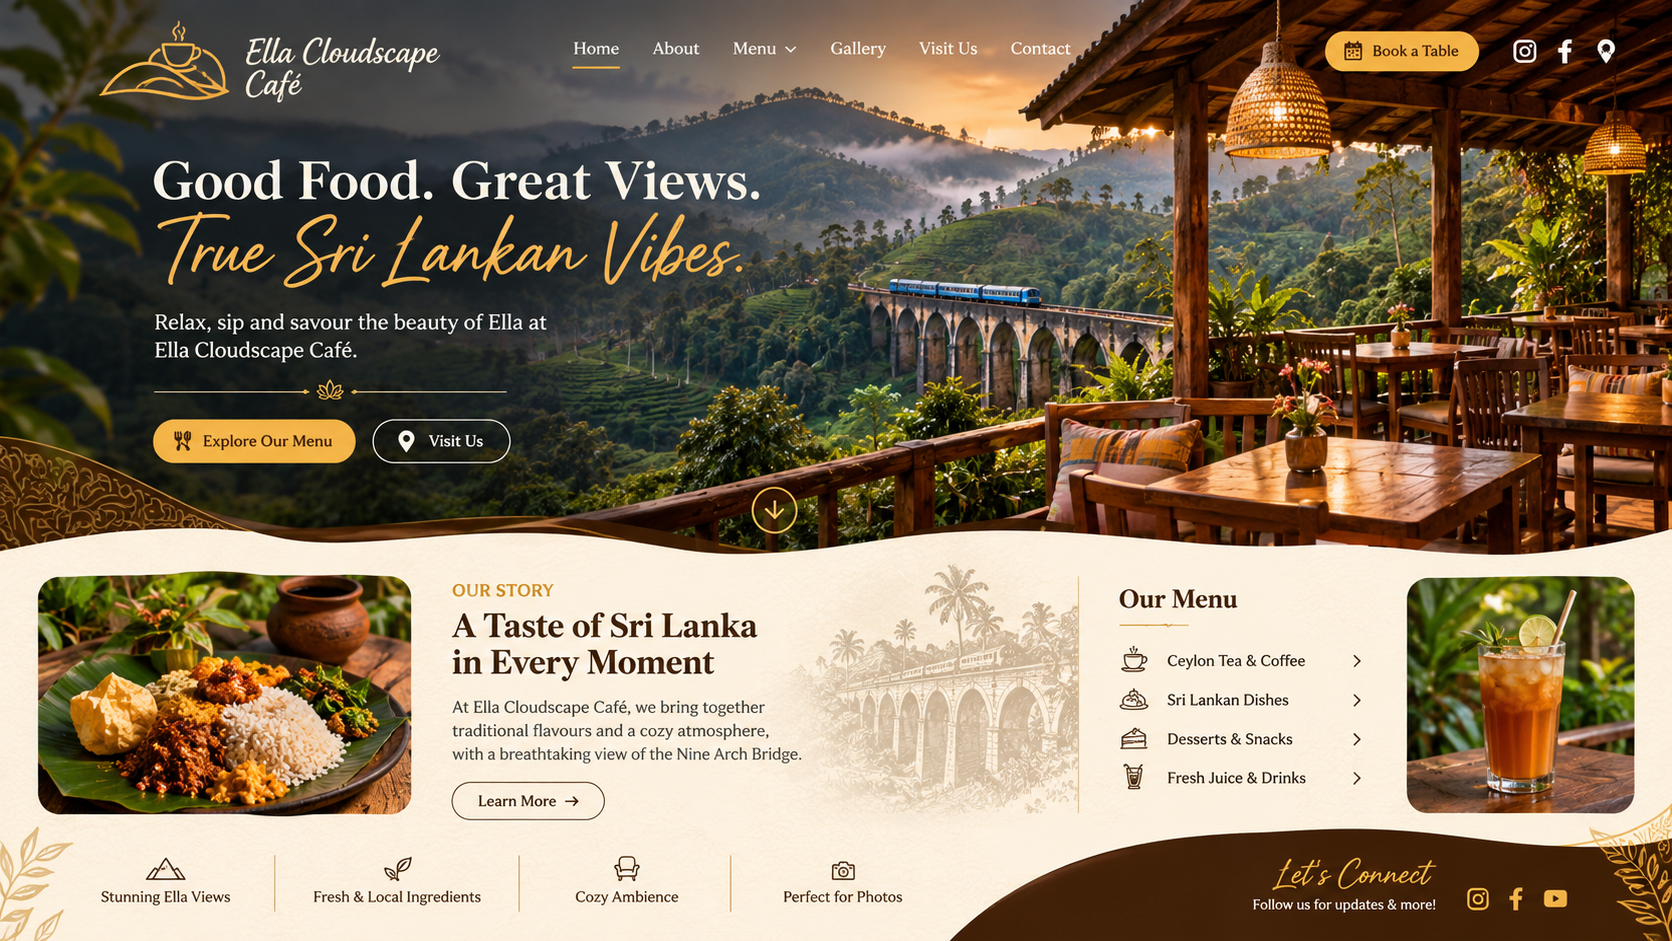 Ella Cloudscape
Café
Home
About
Menu
Gallery
Visit Us
Contact
Book a Table
Good Food. Great Views.
True Sri Lankan Vibes.
Relax, sip and savour the beauty of Ella at
Ella Cloudscape Café.
Explore Our Menu
Visit Us
OUR STORY
A Taste of Sri Lanka
in Every Moment
At Ella Cloudscape Café, we bring together
traditional flavours and a cozy atmosphere,
with a breathtaking view of the Nine Arch Bridge.
Learn More
Our Menu
Ceylon Tea & Coffee
Sri Lankan Dishes
Desserts & Snacks
Fresh Juice & Drinks
Stunning Ella Views
Fresh & Local Ingredients
Cozy Ambience
Perfect for Photos
Let's Connect
Follow us for updates & more!